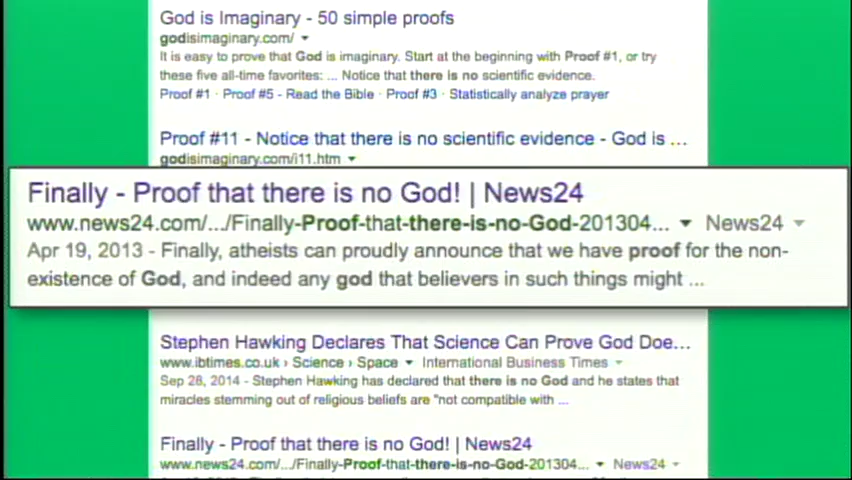 God is Imaginary - 50 simple proofs
godisimaginary.com/
It is easy to prove that God is imaginary. Start at the beginning with Proof #1, or try
these five all-time favorites: ... Notice that there is no scientific evidence.
Proof #1 · Proof #5 - Read the Bible · Proof #3 · Statistically analyze prayer
Proof #11 - Notice that there is no scientific evidence - God is ...
godisimaginary.com/i11.htm
Finally - Proof that there is no God! | News24
www.news24.com/.../Finally-Proof-that-there-is-no-God-201304... News24
Apr 19, 2013 - Finally, atheists can proudly announce that we have proof for the non-
existence of God, and indeed any god that believers in such things might ...
Stephen Hawking Declares That Science Can Prove God Doe...
www.ibtimes.co.uk › Science › Space International Business Times
Sep 28, 2014 - Stephen Hawking has declared that there is no God and he states that
miracles stemming out of religious beliefs are "not compatible with ...
Finally - Proof that there is no God! | News24
www.news24.com/.../Finally-Proof-that-there-is-no-God-201304... News24